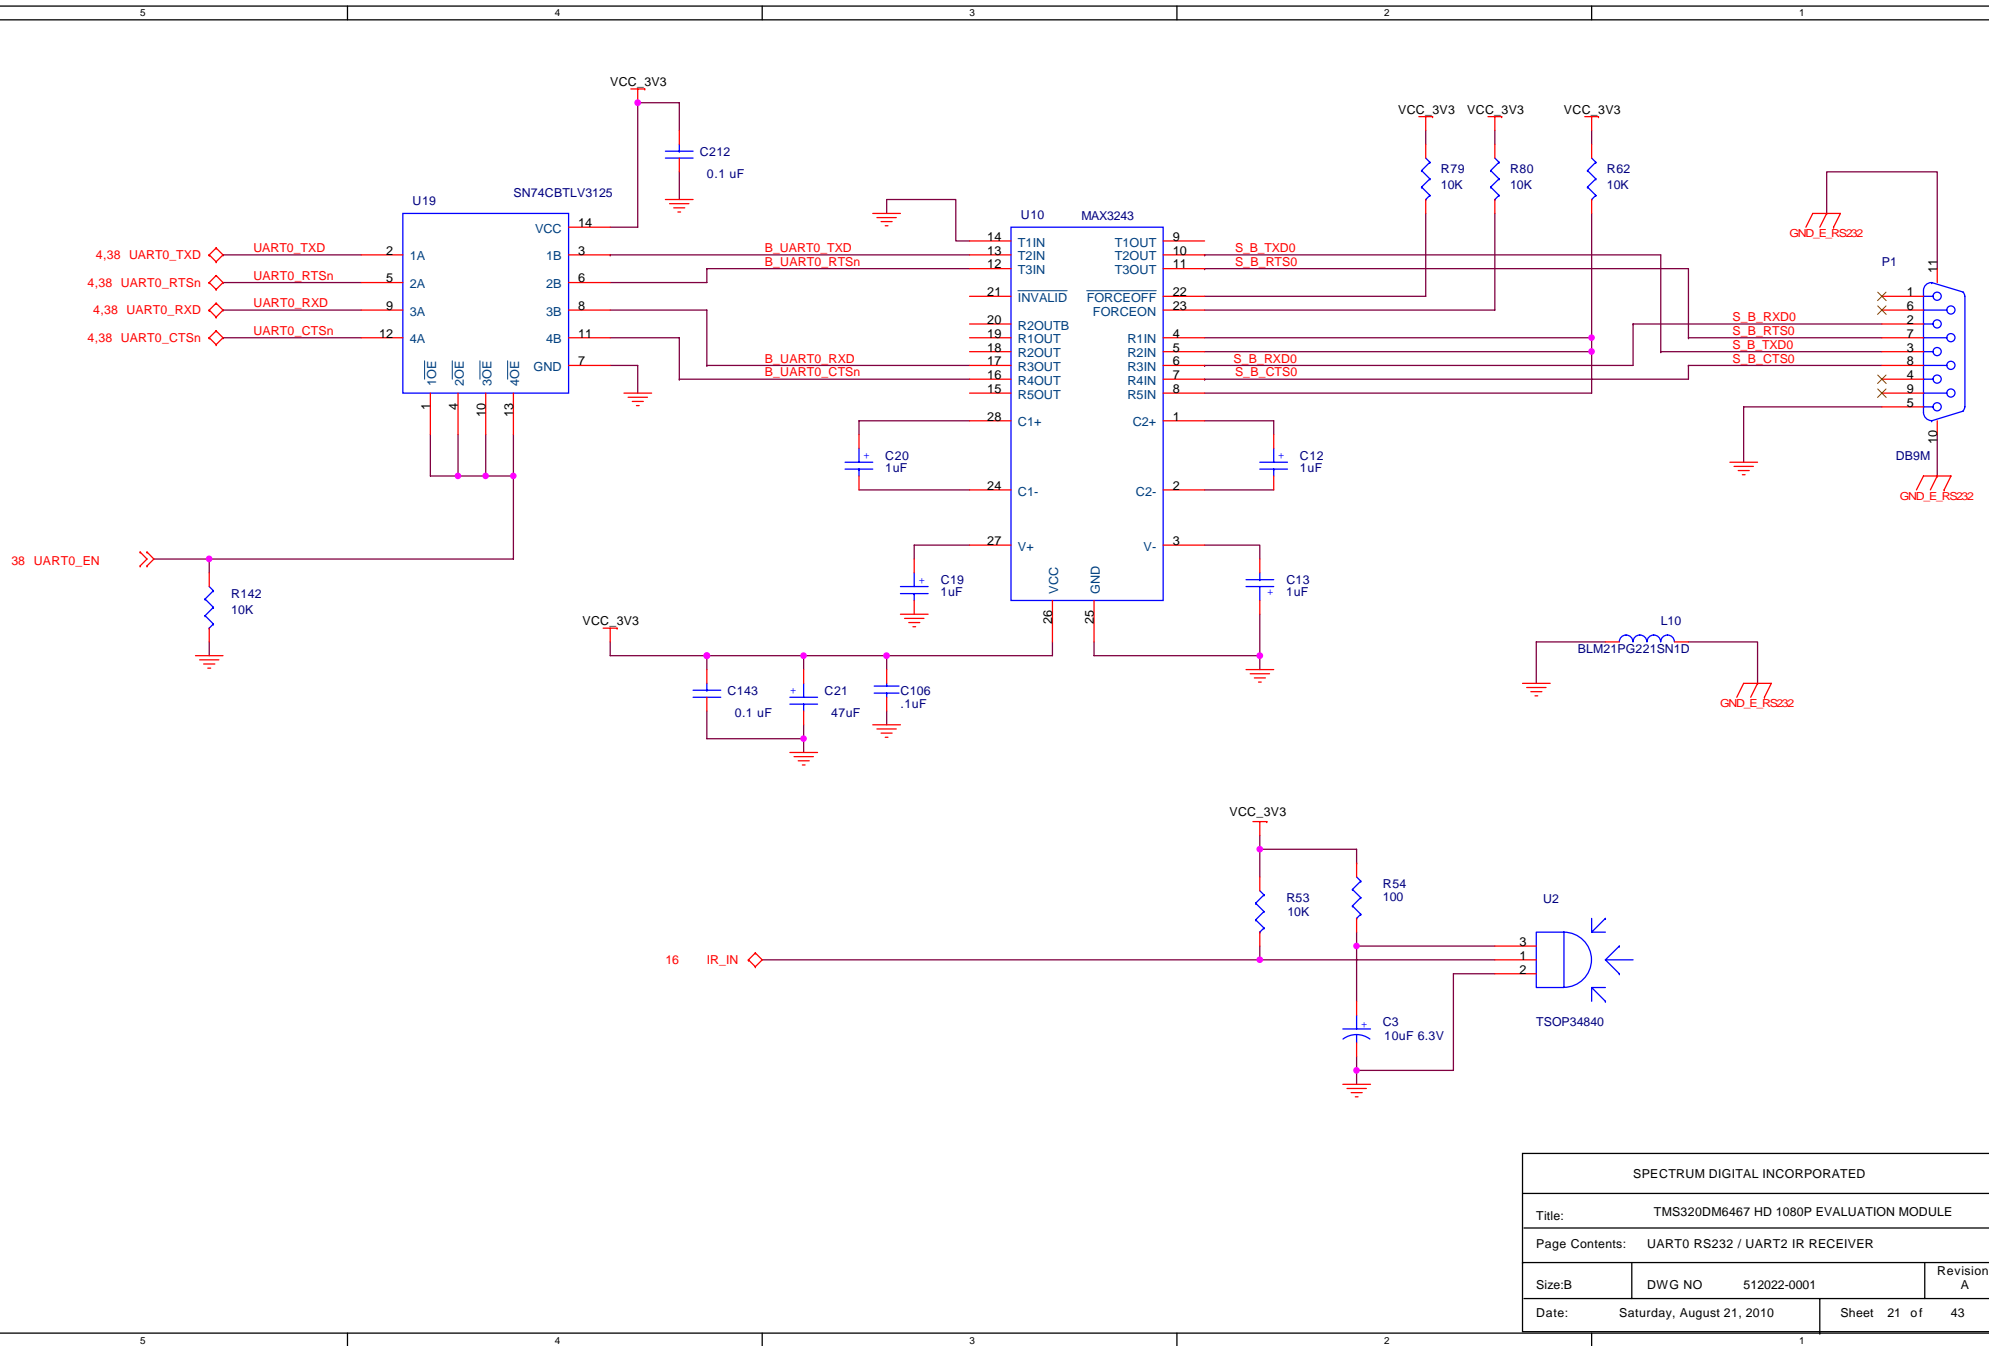 5 4 3 2 1
VCC_3V3
C212
0.1 uF
U19 SN74CBTLV3125
VCC 14
4,38 UART0_TXD UART0_TXD 2 1A 1B 3 B_UART0_TXD
4,38 UART0_RTSn UART0_RTSn 5 2A 2B 6 B_UART0_RTSn
4,38 UART0_RXD UART0_RXD 9 3A 3B 8 B_UART0_RXD
4,38 UART0_CTSn UART0_CTSn 12 4A 4B 11 B_UART0_CTSn
GND 7
1OE 2OE 3OE 4OE
1 4 10 13
38 UART0_EN
R142
10K
U10 MAX3243
14 T1IN T1OUT 9
13 T2IN T2OUT 10 S_B_TXD0
12 T3IN T3OUT 11 S_B_RTS0
21 INVALID FORCEOFF 22
FORCEON 23
20 R2OUTB
19 R1OUT R1IN 4
18 R2OUT R2IN 5
17 R3OUT R3IN 6 S_B_RXD0
16 R4OUT R4IN 7 S_B_CTS0
15 R5OUT R5IN 8
28 C1+ C2+ 1
C20
1uF
C12
1uF
24 C1- C2- 2
27 V+ V- 3
C19
1uF
C13
1uF
VCC GND
26 25
VCC_3V3
C143
0.1 uF
C21
47uF
C106
.1uF
VCC_3V3 VCC_3V3 VCC_3V3
R79
10K
R80
10K
R62
10K
GND_E_RS232
P1
11
1
6
S_B_RXD0 2
S_B_RTS0 7
S_B_TXD0 3
S_B_CTS0 8
4
9
5
10
DB9M
GND_E_RS232
L10
BLM21PG221SN1D
GND_E_RS232
VCC_3V3
R53
10K
R54
100
U2
16 IR_IN
3
1
2
C3
10uF 6.3V
TSOP34840
SPECTRUM DIGITAL INCORPORATED
Title: TMS320DM6467 HD 1080P EVALUATION MODULE
Page Contents: UART0 RS232 / UART2 IR RECEIVER
Size:B DWG NO 512022-0001 Revision
A
Date: Saturday, August 21, 2010 Sheet 21 of 43
5 4 3 2 1